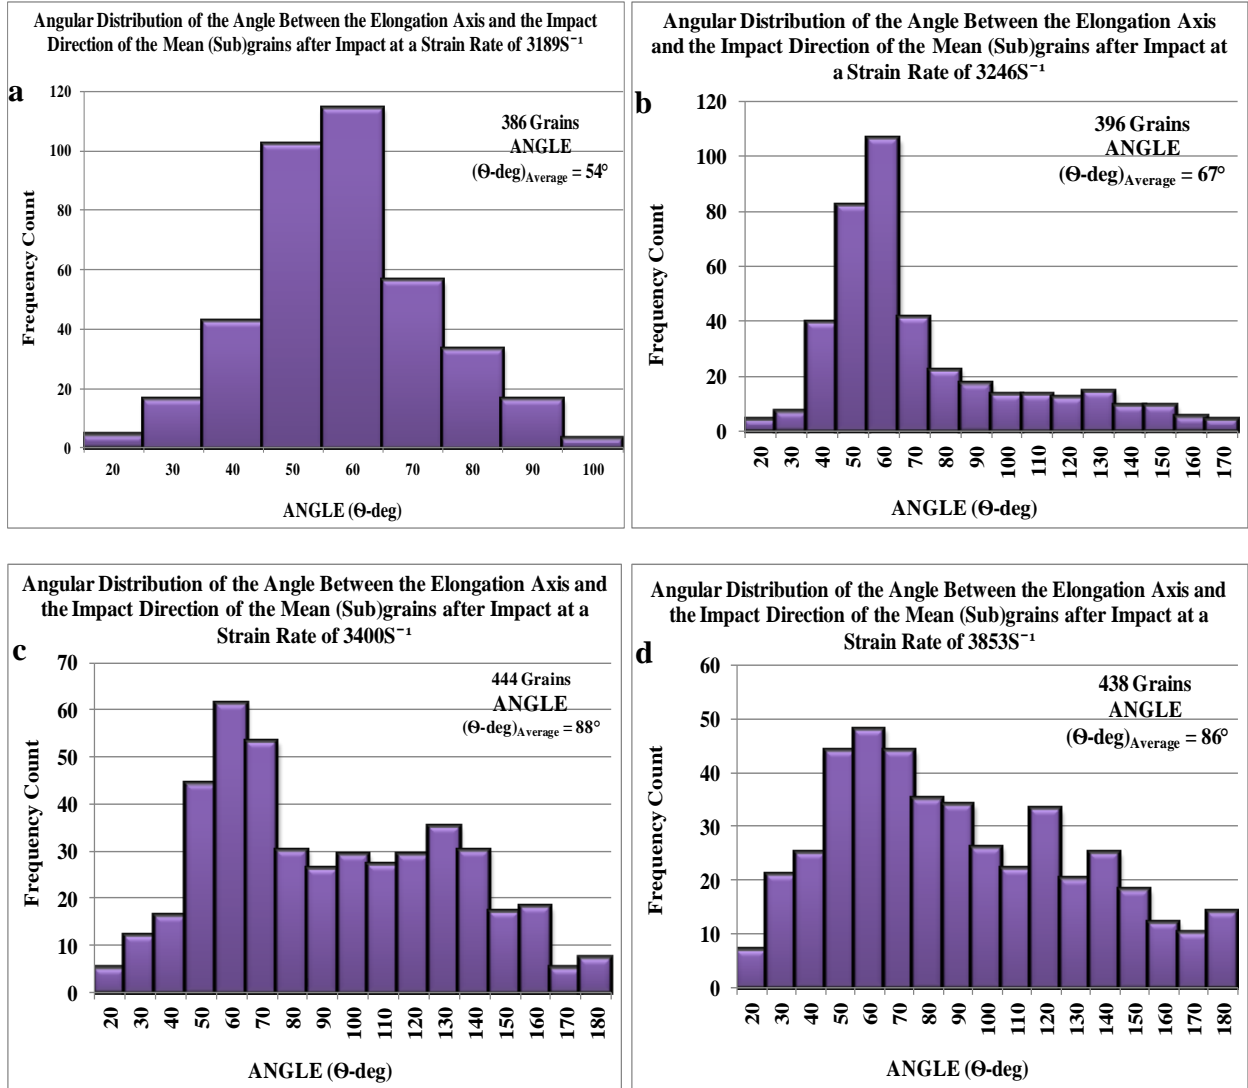 Angular Distribution of the Angle Between the Elongation Axis and the Impact
Direction of the Mean (Sub)grains after Impact at a Strain Rate of 3189S⁻¹
a
386 Grains
ANGLE
(Θ-deg)Average = 54°
Frequency Count
120
100
80
60
40
20
0
20 30 40 50 60 70 80 90 100
ANGLE (Θ-deg)
Angular Distribution of the Angle Between the Elongation Axis
and the Impact Direction of the Mean (Sub)grains after Impact at
a Strain Rate of 3246S⁻¹
b
396 Grains
ANGLE
(Θ-deg)Average = 67°
Frequency Count
120
100
80
60
40
20
0
20 30 40 50 60 70 80 90 100 110 120 130 140 150 160 170
ANGLE (Θ-deg)
Angular Distribution of the Angle Between the Elongation Axis and
the Impact Direction of the Mean (Sub)grains after Impact at a
Strain Rate of 3400S⁻¹
c
444 Grains
ANGLE
(Θ-deg)Average = 88°
Frequency Count
70
60
50
40
30
20
10
0
20 30 40 50 60 70 80 90 100 110 120 130 140 150 160 170 180
ANGLE (Θ-deg)
Angular Distribution of the Angle Between the Elongation Axis and
the Impact Direction of the Mean (Sub)grains after Impact at a
Strain Rate of 3853S⁻¹
d
438 Grains
ANGLE
(Θ-deg)Average = 86°
Frequency Count
60
50
40
30
20
10
0
20 30 40 50 60 70 80 90 100 110 120 130 140 150 160 170 180
ANGLE (Θ-deg)